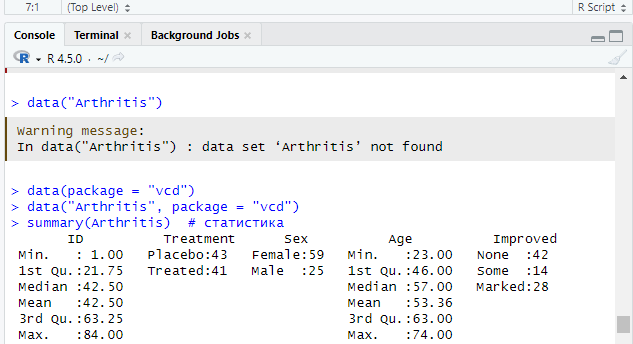 7:1 (Top Level) R Script
Console Terminal Background Jobs
R R 4.5.0 · ~/
> data("Arthritis")
Warning message:
In data("Arthritis") : data set ‘Arthritis’ not found
> data(package = "vcd")
> data("Arthritis", package = "vcd")
> summary(Arthritis)  # статистика
ID Treatment Sex Age Improved
Min.   : 1.00 Placebo:43 Female:59 Min.   :23.00 None  :42
1st Qu.:21.75 Treated:41 Male  :25 1st Qu.:46.00 Some  :14
Median :42.50 Median :57.00 Marked:28
Mean   :42.50 Mean   :53.36
3rd Qu.:63.25 3rd Qu.:63.00
Max.   :84.00 Max.   :74.00